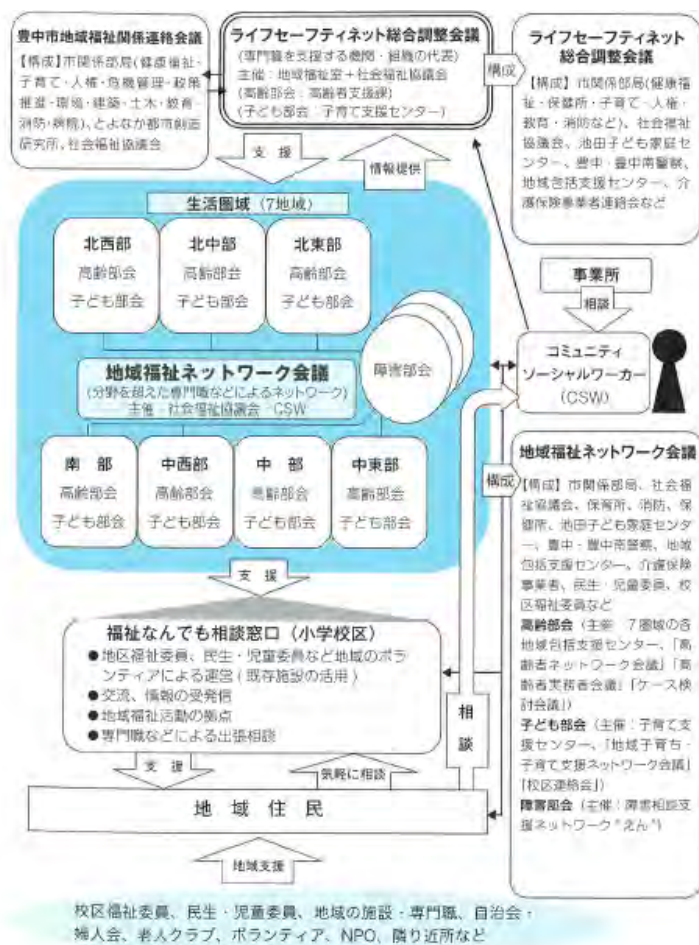 豊中市地域福祉関係連絡会議
【構成】市関係部局(健康福祉・
子育て・人権・危機管理・政策
推進・環境・建築・土木・教育・
消防・病院)、とよなか都市創造
研究所、社会福祉協議会
ライフセーフティネット総合調整会議
(専門職を支援する機関・組織の代表)
主催：地域福祉室＋社会福祉協議会
(高齢部会：高齢者支援課)
(子ども部会：子育て支援センター)
構成
ライフセーフティネット
総合調整会議
【構成】市関係部局(健康福
祉・保健所・子育て・人権・
教育・消防など)、社会福祉
協議会、池田子ども家庭セ
ンター、豊中・豊中南警察、
地域包括支援センター、介
護保険事業者連絡会など
支 援
情報提供
生活圏域 (7地域)
北西部
高齢部会
子ども部会
北中部
高齢部会
子ども部会
北東部
高齢部会
子ども部会
障害部会
地域福祉ネットワーク会議
(分野を超えた専門職などによるネットワーク)
主催・社会福祉協議会 CSW
南 部
高齢部会
子ども部会
中西部
高齢部会
子ども部会
中 部
高齢部会
子ども部会
中東部
高齢部会
子ども部会
事業所
相談
コミュニティ
ソーシャルワーカー
(CSW)
構成
地域福祉ネットワーク会議
【構成】市関係部局、社会福
祉協議会、保育所、消防、保
健所、池田子ども家庭センタ
ー、豊中・豊中南警察、地域
包括支援センター、介護保険
事業者、民生・児童委員、校
区福祉委員など
高齢部会（主催 7圏域の各
地域包括支援センター、「高
齢者ネットワーク会議」「高
齢者実務者会議」「ケース検
討会議」）
子ども部会（主催：子育て支
援センター、「地域子育ち・
子育て支援ネットワーク会議」
「校区連絡会」）
障害部会（主催：障害相談支
援ネットワーク"えん"）
支 援
福祉なんでも相談窓口（小学校区）
●地区福祉委員、民生・児童委員など地域のボラ
ンティアによる運営 ( 既存施設の活用 )
●交流、情報の受発信
●地域福祉活動の拠点
●専門職などによる出張相談
相談
支 援
気軽に相談
地 域 住 民
地域支援
校区福祉委員、民生・児童委員、地域の施設・専門職、自治会・
婦人会、老人クラブ、ボランティア、NPO、隣り近所など